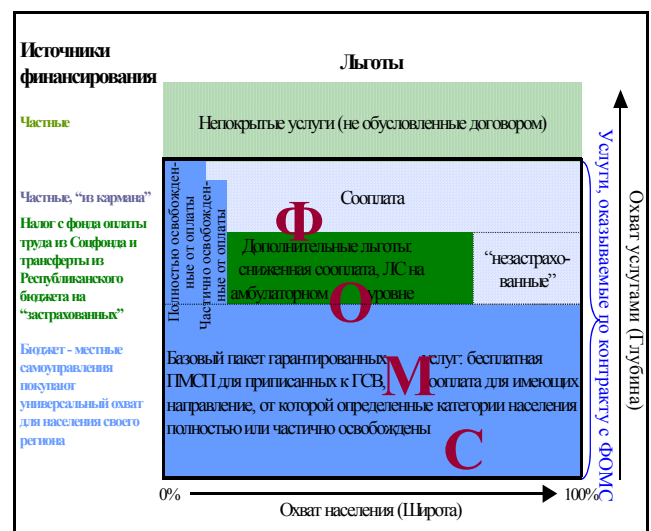 Источники
финансирования
Льготы
Частные
Непокрытые услуги (не обусловленные договором)
Частные, “из кармана”
Налог с фонда оплаты
труда из Соцфонда и
трансферты из
Республиканского
бюджета на
“застрахованных”
Бюджет - местные
самоуправления
покупают
универсальный охват
для населения своего
региона
Полностью освобожден-
ные от оплаты
Частично освобожден-
ные от оплаты
Сооплата
Дополнительные льготы:
сниженная сооплата, ЛС на
амбулаторном уровне
“незастрахо-
ванные”
Базовый пакет гарантированных услуг: бесплатная
ПМСП для приписанных к ГСВ, сооплата для имеющих
направление, от которой определенные категории населения
полностью или частично освобождены
Ф
О
М
С
Услуги, оказываемые по контракту с ФОМС
Охват услугами (Глубина)
0%
100%
Охват населения (Широта)